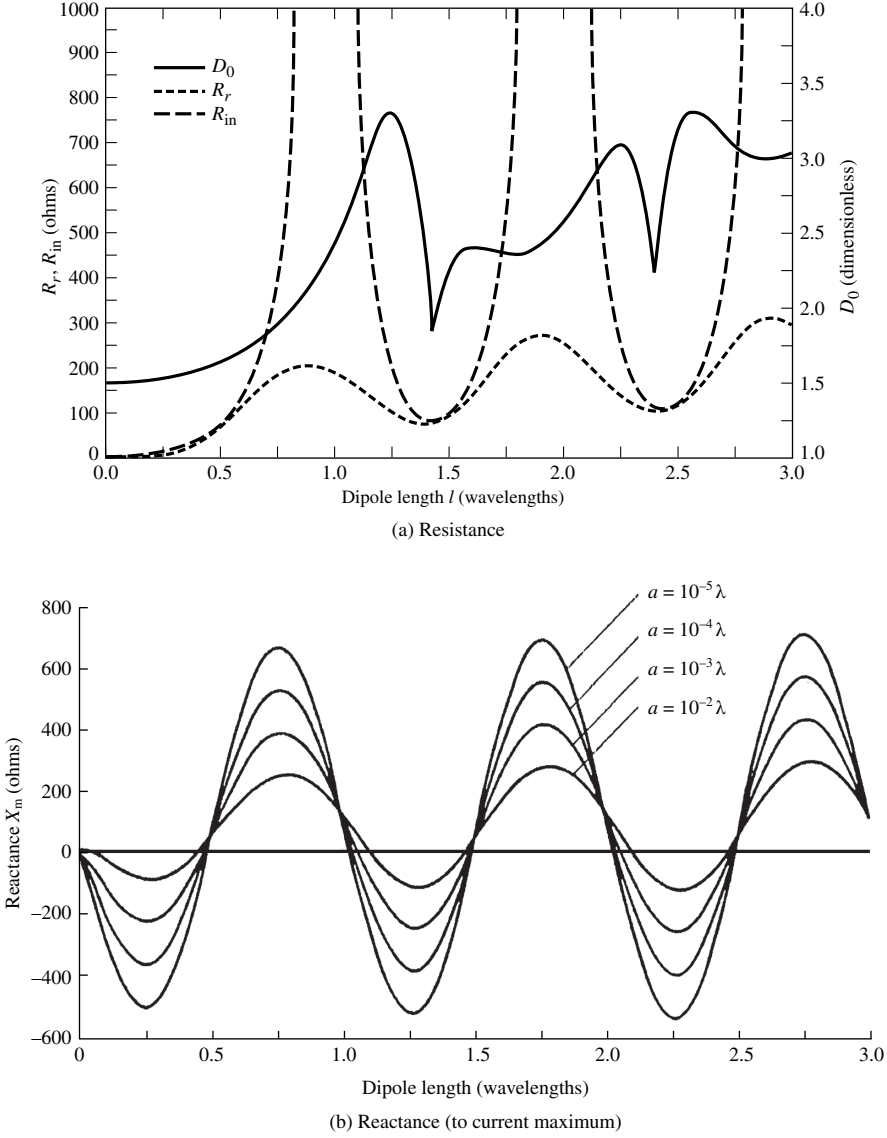 1000
900
800
700
600
500
400
300
200
100
0
R_r, R_in (ohms)
D_0
R_r
R_in
4.0
3.5
3.0
2.5
2.0
1.5
1.0
D_0 (dimensionless)
0.0 0.5 1.0 1.5 2.0 2.5 3.0
Dipole length l (wavelengths)
(a) Resistance
800
600
400
200
0
–200
–400
–600
Reactance X_m (ohms)
a = 10^–5 λ
a = 10^–4 λ
a = 10^–3 λ
a = 10^–2 λ
0 0.5 1.0 1.5 2.0 2.5 3.0
Dipole length (wavelengths)
(b) Reactance (to current maximum)